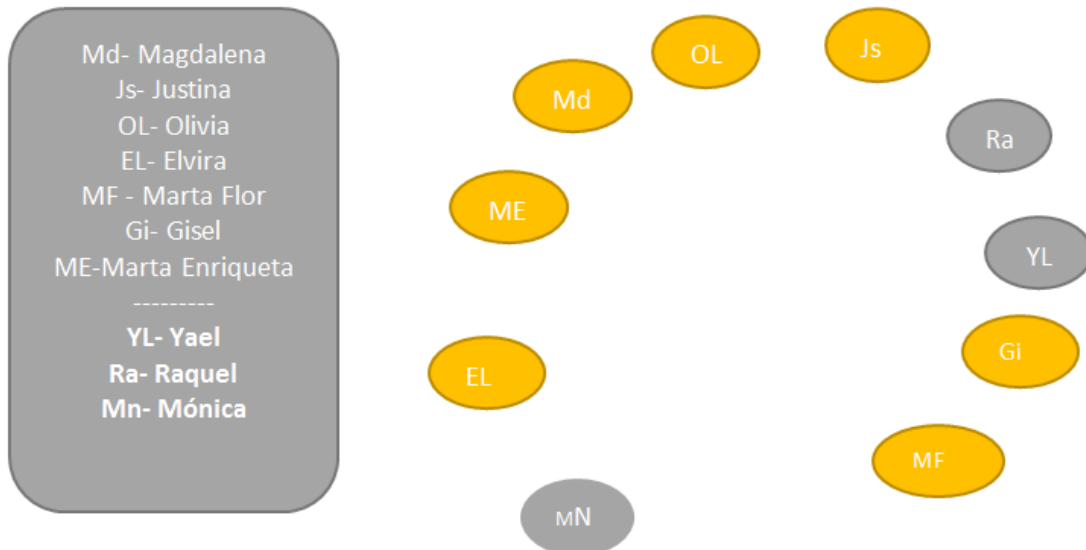 Md- Magdalena
Js- Justina
OL- Olivia
EL- Elvira
MF - Marta Flor
Gi- Gisel
ME-Marta Enriqueta
---------
YL- Yael
Ra- Raquel
Mn- Mónica
OL
Js
Md
Ra
ME
YL
Gi
EL
MF
MN